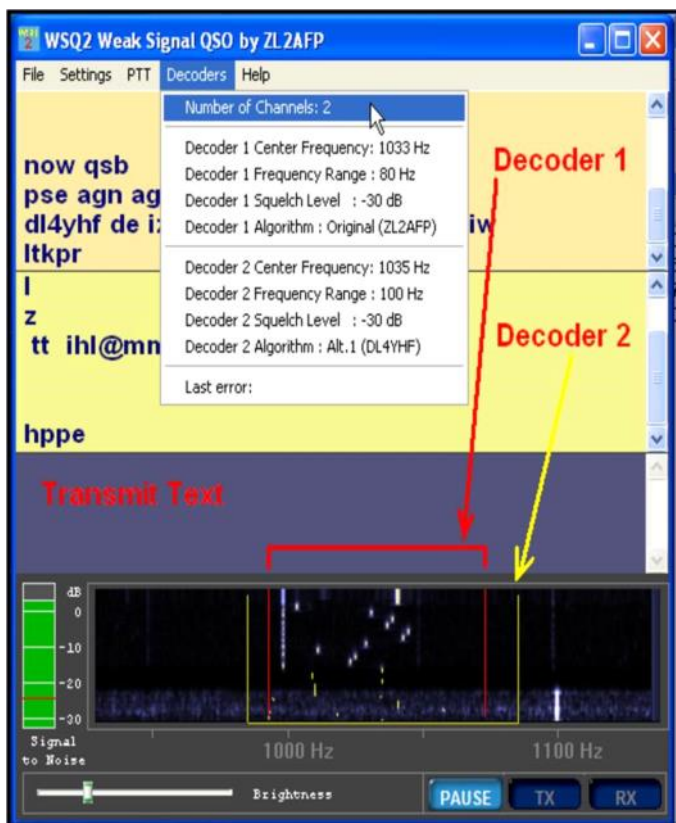 WSQ2 Weak Signal QSO by ZL2AFP
File Settings PTT Decoders Help
Number of Channels: 2
Decoder 1 Center Frequency: 1033 Hz
Decoder 1 Frequency Range : 80 Hz
Decoder 1 Squelch Level : -30 dB
Decoder 1 Algorithm : Original (ZL2AFP)
Decoder 2 Center Frequency: 1035 Hz
Decoder 2 Frequency Range : 100 Hz
Decoder 2 Squelch Level : -30 dB
Decoder 2 Algorithm : Alt.1 (DL4YHF)
Last error:
Decoder 1
now qsb
pse agn ag
dl4yhf de iw
ltkpr
l
z
tt ihl@mn
Decoder 2
hppe
Transmit Text
dB
0
-10
-20
-30
Signal
to Noise
1000 Hz
1100 Hz
Brightness
PAUSE TX RX